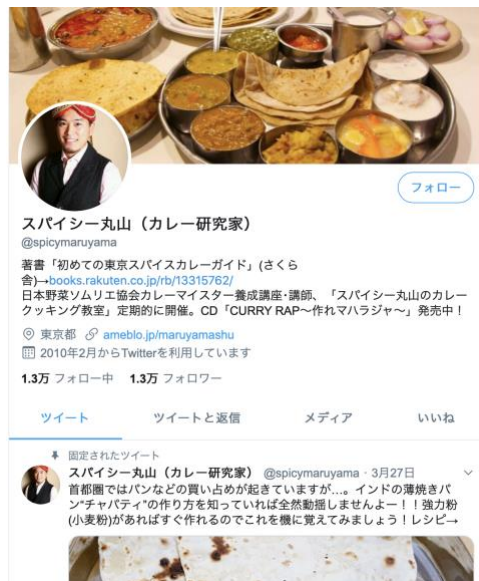 フォロー
スパイシー丸山（カレー研究家）
@spicymaruyama
著書「初めての東京スパイスカレーガイド」(さくら
舎)→books.rakuten.co.jp/rb/13315762/
日本野菜ソムリエ協会カレーマイスター養成講座・講師、「スパイシー丸山のカレー
クッキング教室」定期的に開催。CD「CURRY RAP〜作れマハラジャ〜」発売中！
東京都 ameblo.jp/maruyamashu
2010年2月からTwitterを利用しています
1.3万 フォロー中 1.3万 フォロワー
ツイート ツイートと返信 メディア いいね
固定されたツイート
スパイシー丸山（カレー研究家） @spicymaruyama · 3月27日
首都圏ではパンなどの買い占めが起きていますが…。インドの薄焼きパ
ン“チャパティ”の作り方を知っていれば全然動揺しませんよー！！強力粉
(小麦粉)があればすぐ作れるのでこれを機に覚えてみましょう！レシピ→